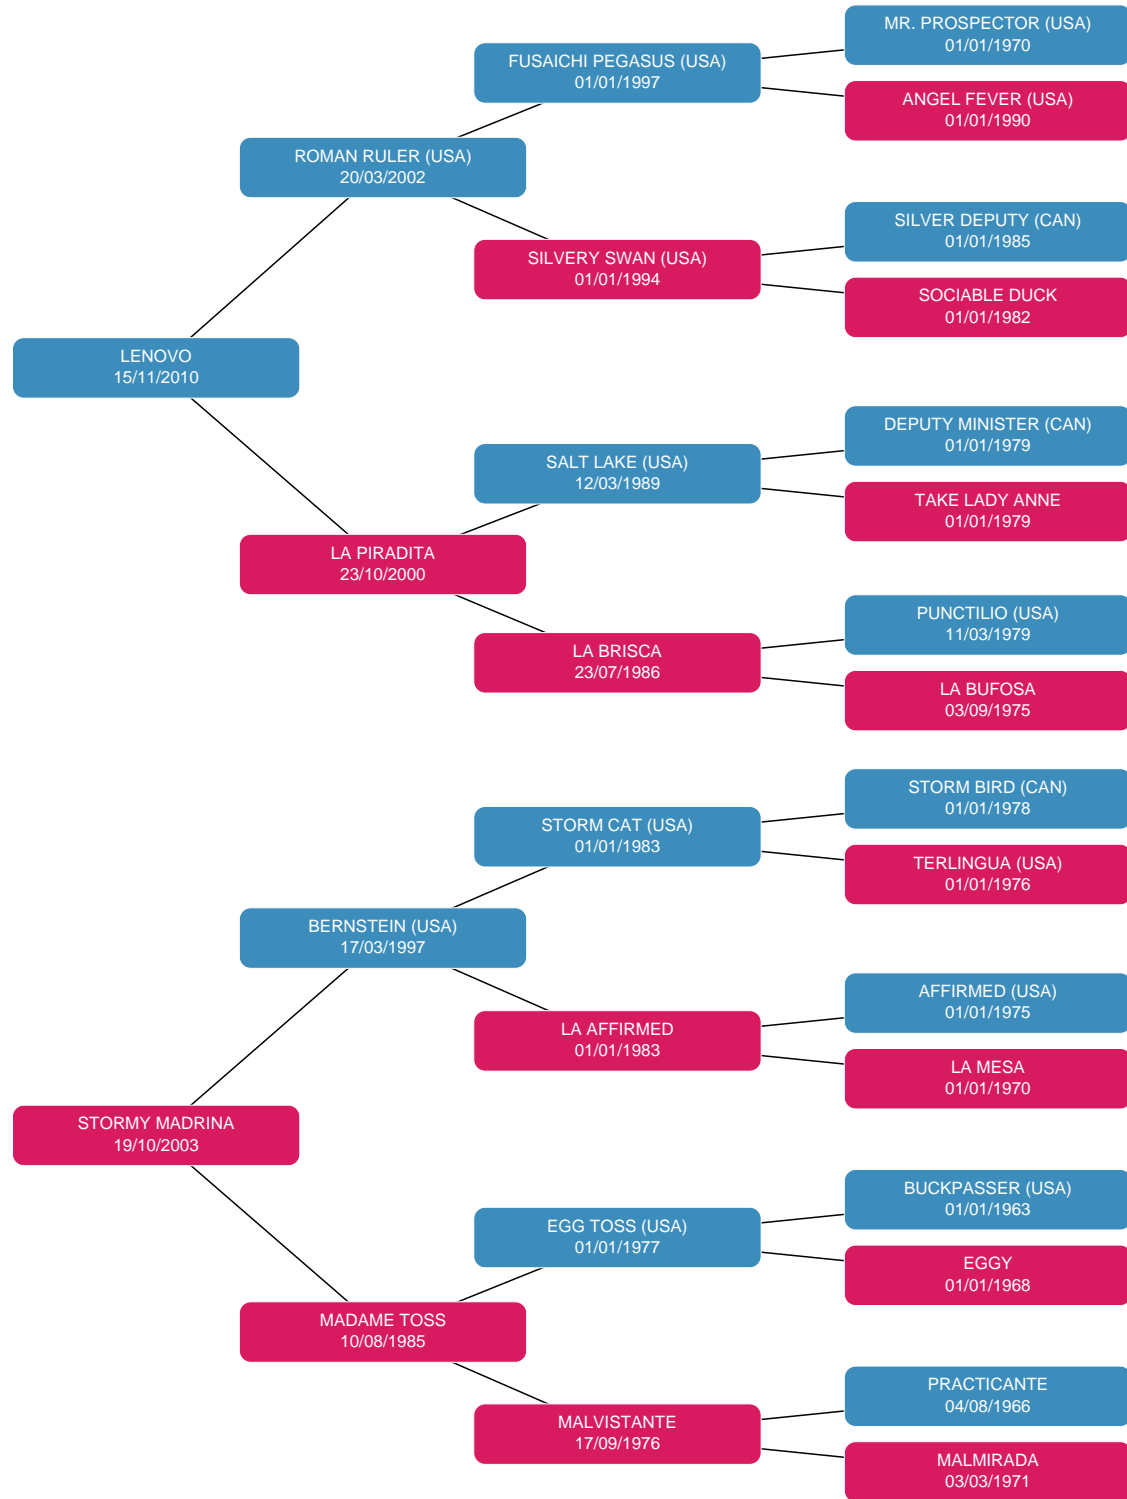 MR. PROSPECTOR (USA)
01/01/1970
FUSAICHI PEGASUS (USA)
01/01/1997
ANGEL FEVER (USA)
01/01/1990
ROMAN RULER (USA)
20/03/2002
SILVER DEPUTY (CAN)
01/01/1985
SILVERY SWAN (USA)
01/01/1994
SOCIABLE DUCK
01/01/1982
LENOVO
15/11/2010
DEPUTY MINISTER (CAN)
01/01/1979
SALT LAKE (USA)
12/03/1989
TAKE LADY ANNE
01/01/1979
LA PIRADITA
23/10/2000
PUNCTILIO (USA)
11/03/1979
LA BRISCA
23/07/1986
LA BUFOSA
03/09/1975
STORM BIRD (CAN)
01/01/1978
STORM CAT (USA)
01/01/1983
TERLINGUA (USA)
01/01/1976
BERNSTEIN (USA)
17/03/1997
AFFIRMED (USA)
01/01/1975
LA AFFIRMED
01/01/1983
LA MESA
01/01/1970
STORMY MADRINA
19/10/2003
BUCKPASSER (USA)
01/01/1963
EGG TOSS (USA)
01/01/1977
EGGY
01/01/1968
MADAME TOSS
10/08/1985
PRACTICANTE
04/08/1966
MALVISTANTE
17/09/1976
MALMIRADA
03/03/1971